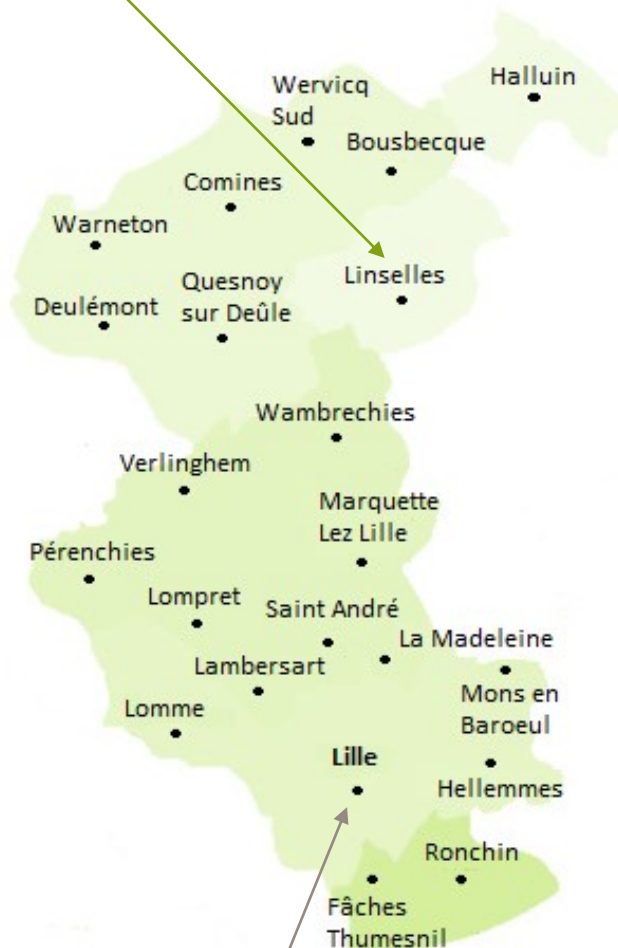 Halluin
Wervicq
Sud
Bousbecque
Comines
Warneton
Linselles
Quesnoy
sur Deûle
Deulémont
Wambrechies
Verlinghem
Marquette
Lez Lille
Pérenchies
Lompret
Saint André
La Madeleine
Lambersart
Mons en
Baroeul
Lomme
Lille
Hellemmes
Ronchin
Fâches
Thumesnil